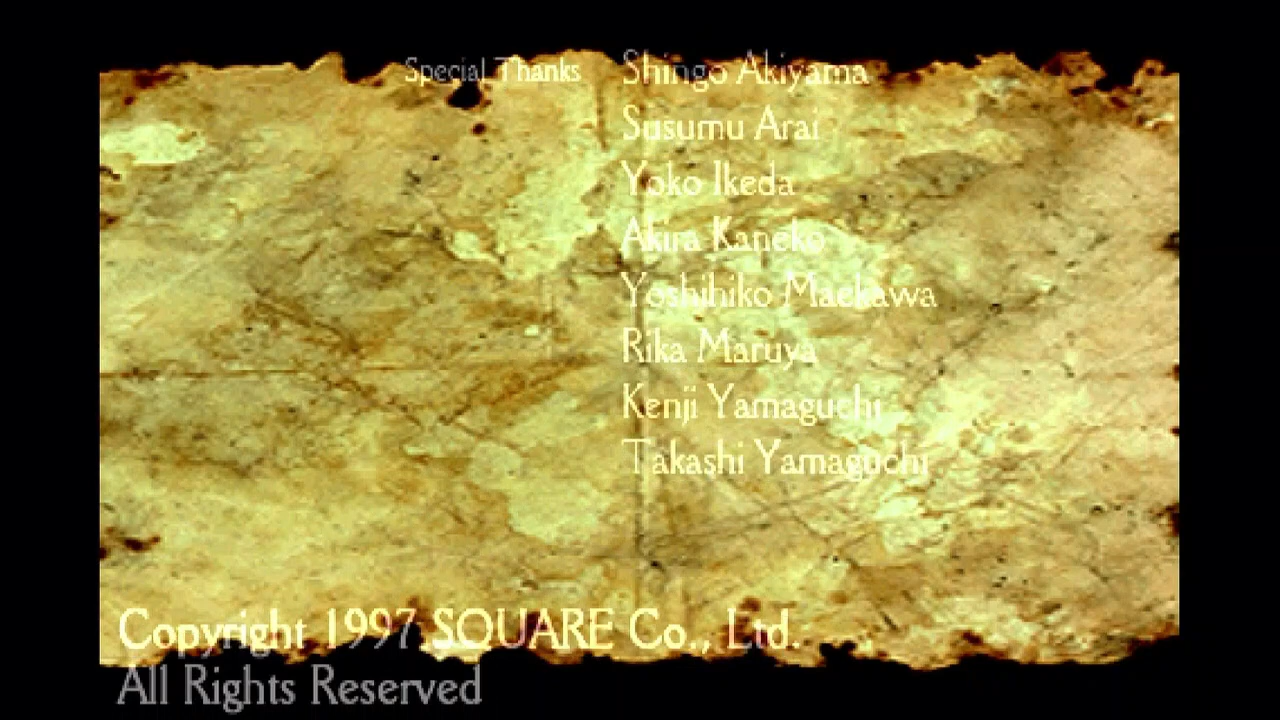 Special Thanks Shingo Akiyama
Susumu Arai
Yoko Ikeda
Akira Kaneko
Yoshihiko Maekawa
Rika Maruya
Kenji Yamaguchi
Takashi Yamaguchi
Copyright 1997 SQUARE Co., Ltd.
All Rights Reserved